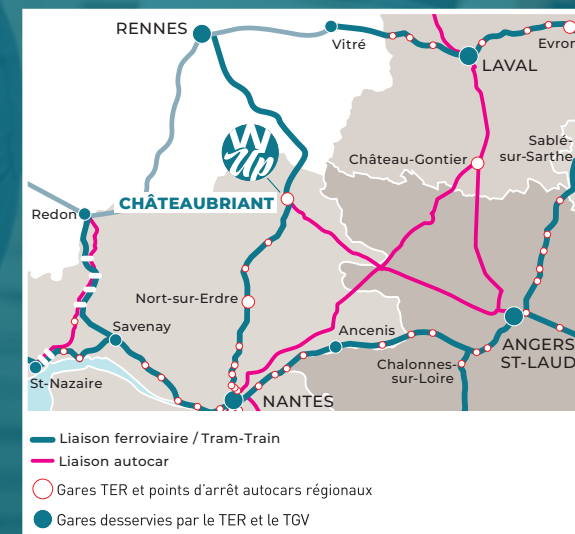 RENNES
Vitré
Evron
LAVAL
W
Up
Château-Gontier
Sablé-
sur-Sarthe
CHÂTEAUBRIANT
Redon
Nort-sur-Erdre
Savenay
Ancenis
ANGERS
ST-LAUD
Chalonnes-
sur-Loire
St-Nazaire
NANTES
Liaison ferroviaire / Tram-Train
Liaison autocar
Gares TER et points d'arrêt autocars régionaux
Gares desservies par le TER et le TGV